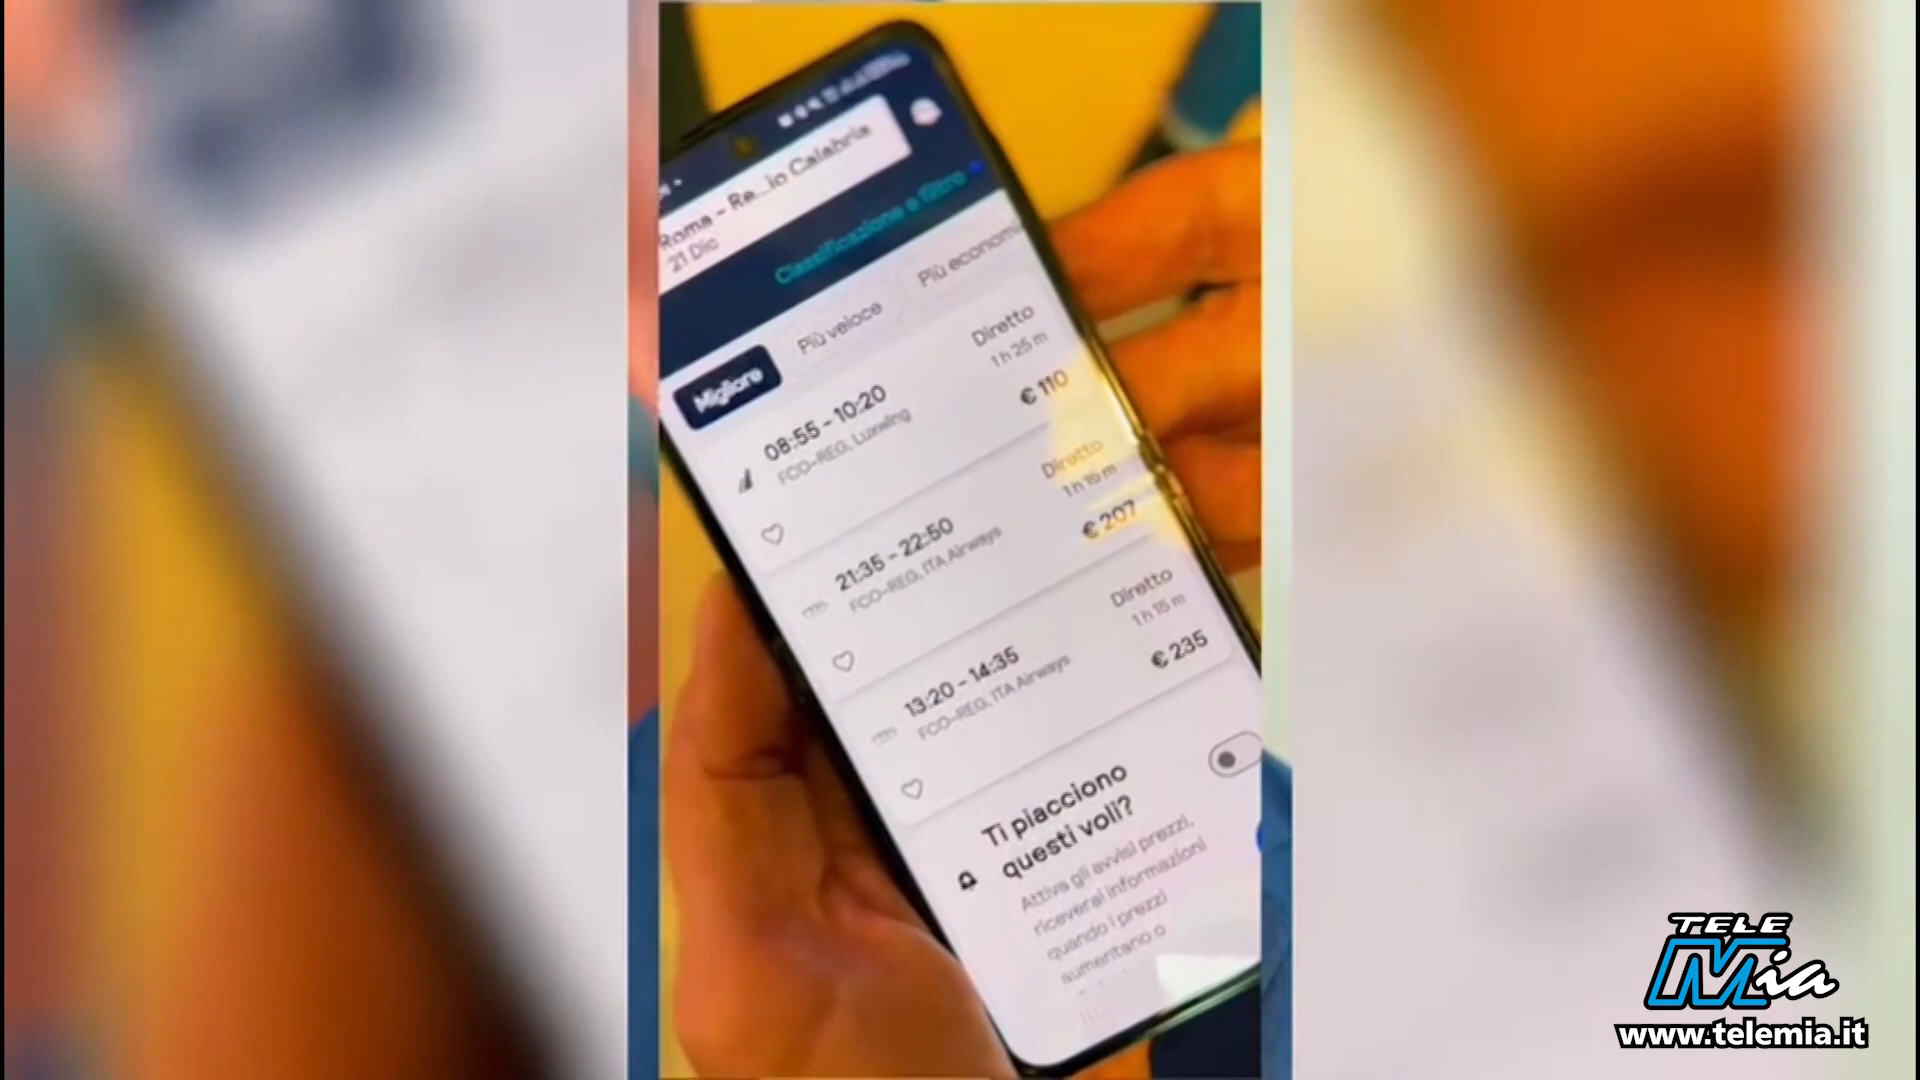 Roma - Re...io Calabria
21 Dic
Classificazione e filtro
Migliore
Più veloce
Più economi
08:55 - 10:20
FCO-REG, Luxwing
Diretto
1 h 25 m
€ 110
21:35 - 22:50
FCO-REG, ITA Airways
Diretto
1 h 15 m
€ 207
13:20 - 14:35
FCO-REG, ITA Airways
Diretto
1 h 15 m
€ 235
Ti piacciono
questi voli?
Attiva gli avvisi prezzi,
riceverai informazioni
quando i prezzi
aumentano o
TELE
Mia
www.telemia.it